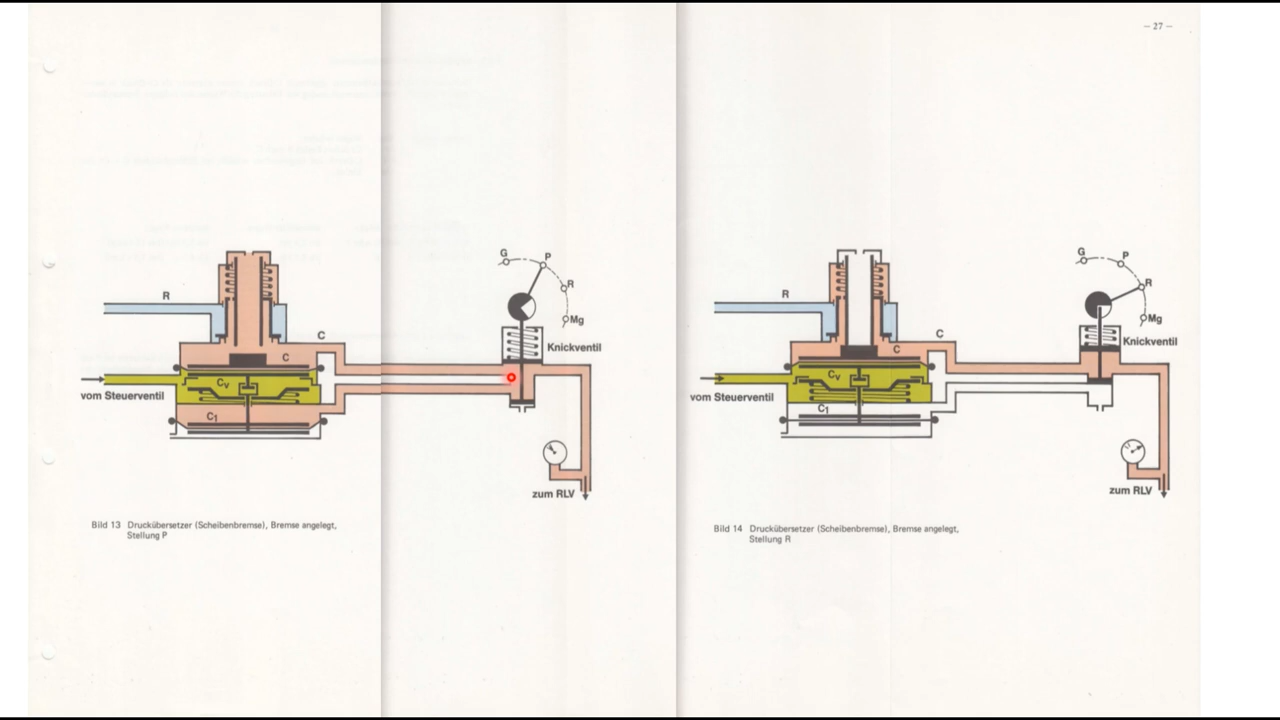 – 27 –
G
P
R
Mg
Knickventil
R
C
C
Cv
C1
vom Steuerventil
zum RLV
Bild 13 Druckübersetzer (Scheibenbremse), Bremse angelegt,
Stellung P
G
P
R
Mg
Knickventil
R
C
C
Cv
C1
vom Steuerventil
zum RLV
Bild 14 Druckübersetzer (Scheibenbremse), Bremse angelegt,
Stellung R